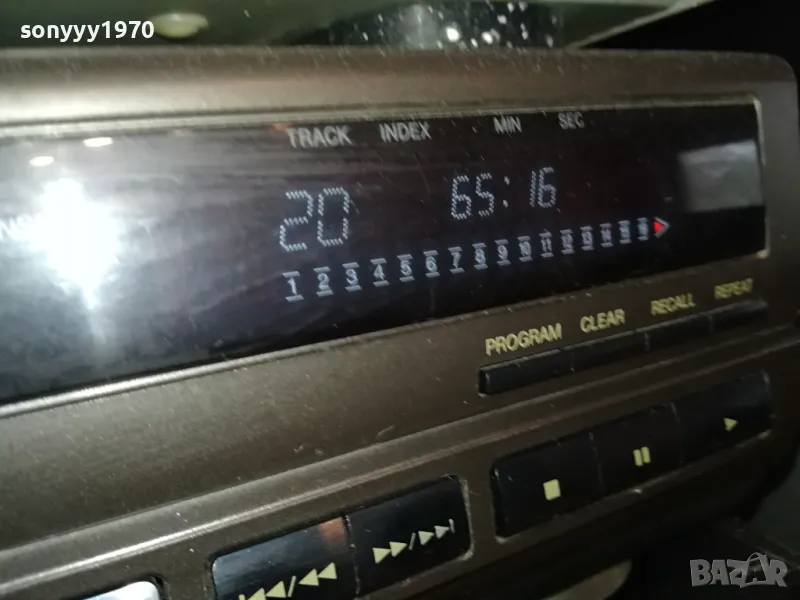 sonyyy1970
TRACK INDEX MIN SEC
20 65:16
1 2 3 4 5 6 7 8 9 10 11 12 13 14 15 16
PROGRAM CLEAR RECALL REPEAT
BAZAR